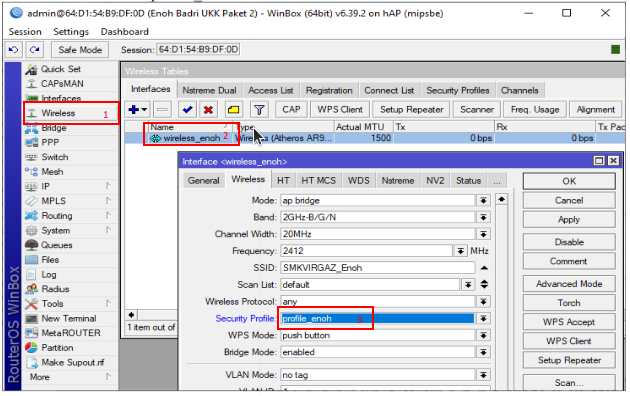 admin@64:D1:54:B9:DF:0D (Enoh Badri UKK Paket 2) - WinBox (64bit) v6.39.2 on hAP (mipsbe)
Session Settings Dashboard
Safe Mode Session: 64:D1:54:B9:DF:0D
Quick Set
CAPsMAN
Interfaces
Wireless 1
Bridge
PPP
Switch
Mesh
IP
MPLS
Routing
System
Queues
Files
Log
Radius
Tools
New Terminal
MetaROUTER
Partition
Make Supout.rif
More
RouterOS WinBox
Wireless Tables
Interfaces Nstreme Dual Access List Registration Connect List Security Profiles Channels
CAP WPS Client Setup Repeater Scanner Freq. Usage Alignment
Name Type Actual MTU Tx Rx Tx Pac
wireless_enoh 2 Wireless (Atheros AR9... 1500 0 bps 0 bps
1 item out of
Interface <wireless_enoh>
General Wireless HT HT MCS WDS Nstreme NV2 Status ...
Mode: ap bridge
Band: 2GHz-B/G/N
Channel Width: 20MHz
Frequency: 2412 MHz
SSID: SMKVIRGAZ_Enoh
Scan List: default
Wireless Protocol: any
Security Profile: profile_enoh 3
WPS Mode: push button
Bridge Mode: enabled
VLAN Mode: no tag
VLAN ID: 1
OK
Cancel
Apply
Disable
Comment
Advanced Mode
Torch
WPS Accept
WPS Client
Setup Repeater
Scan...